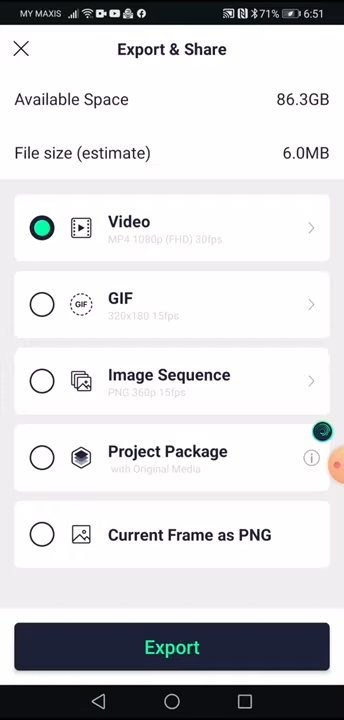 MY MAXIS 71% 6:51
Export & Share
Available Space 86.3GB
File size (estimate) 6.0MB
Video
MP4 1080p (FHD) 30fps
GIF
GIF
320x180 15fps
Image Sequence
PNG 360p 15fps
Project Package
with Original Media
Current Frame as PNG
Export